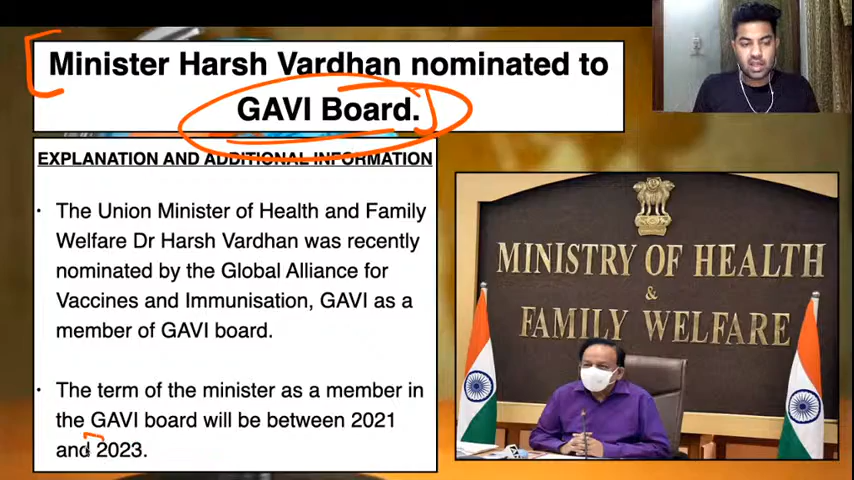 Minister Harsh Vardhan nominated to
GAVI Board.
EXPLANATION AND ADDITIONAL INFORMATION
· The Union Minister of Health and Family
Welfare Dr Harsh Vardhan was recently
nominated by the Global Alliance for
Vaccines and Immunisation, GAVI as a
member of GAVI board.
· The term of the minister as a member in
the GAVI board will be between 2021
and 2023.
MINISTRY OF HEALTH
&
FAMILY WELFARE